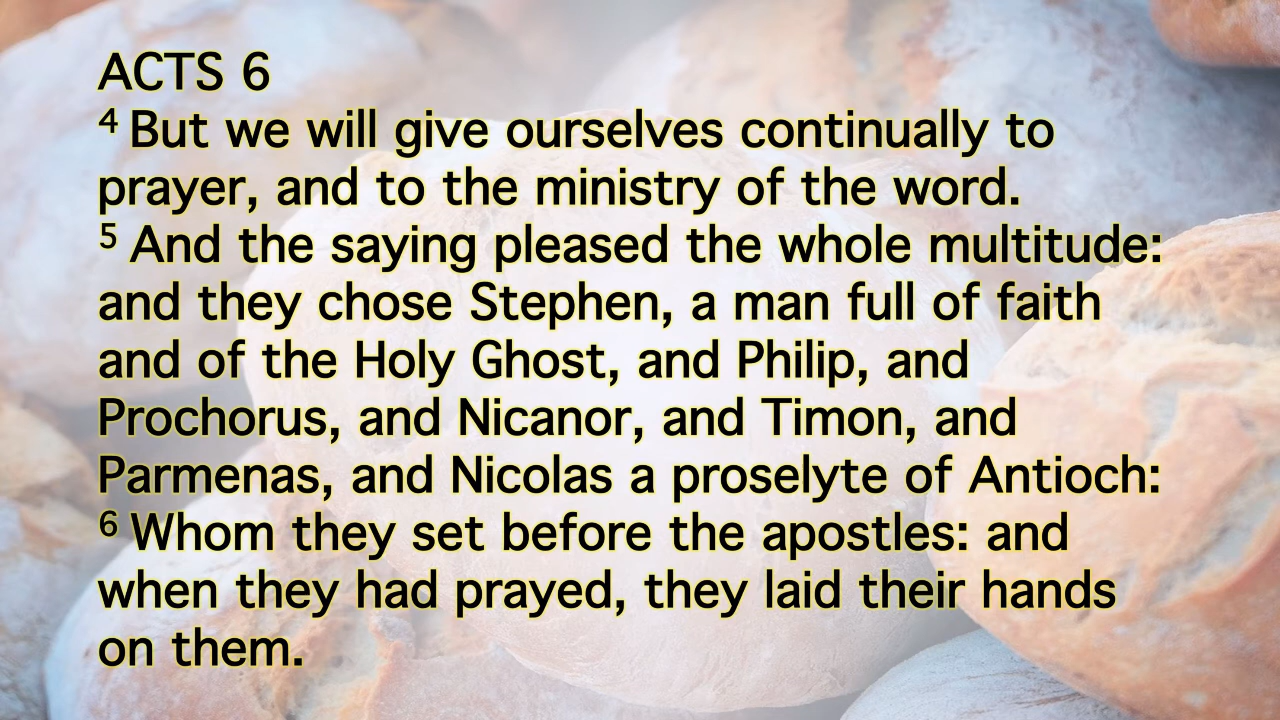 ACTS 6
4 But we will give ourselves continually to
prayer, and to the ministry of the word.
5 And the saying pleased the whole multitude:
and they chose Stephen, a man full of faith
and of the Holy Ghost, and Philip, and
Prochorus, and Nicanor, and Timon, and
Parmenas, and Nicolas a proselyte of Antioch:
6 Whom they set before the apostles: and
when they had prayed, they laid their hands
on them.